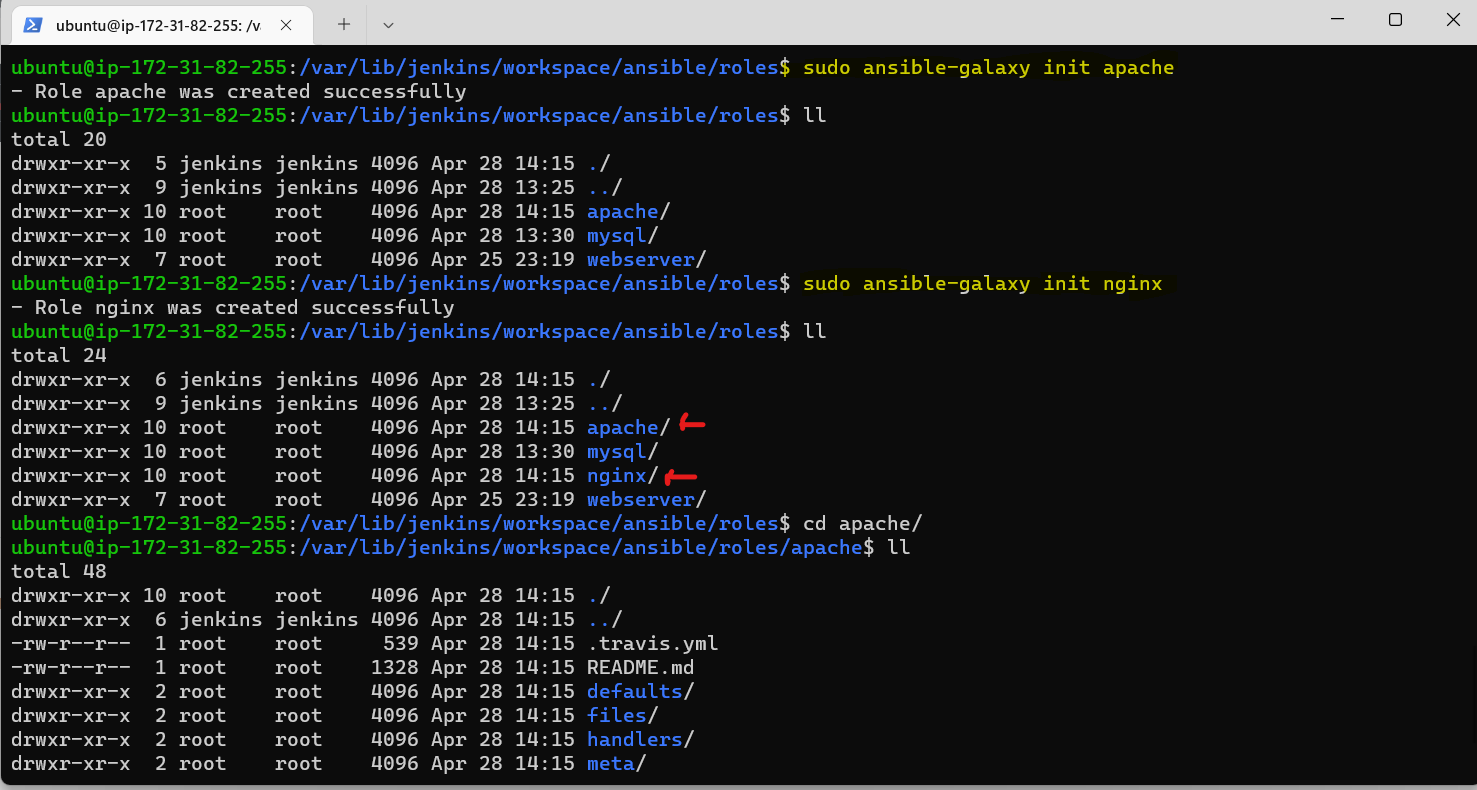 ubuntu@ip-172-31-82-255: /v
ubuntu@ip-172-31-82-255:/var/lib/jenkins/workspace/ansible/roles$ sudo ansible-galaxy init apache
- Role apache was created successfully
ubuntu@ip-172-31-82-255:/var/lib/jenkins/workspace/ansible/roles$ ll
total 20
drwxr-xr-x  5 jenkins jenkins 4096 Apr 28 14:15 ./
drwxr-xr-x  9 jenkins jenkins 4096 Apr 28 13:25 ../
drwxr-xr-x 10 root    root    4096 Apr 28 14:15 apache/
drwxr-xr-x 10 root    root    4096 Apr 28 13:30 mysql/
drwxr-xr-x  7 root    root    4096 Apr 25 23:19 webserver/
ubuntu@ip-172-31-82-255:/var/lib/jenkins/workspace/ansible/roles$ sudo ansible-galaxy init nginx
- Role nginx was created successfully
ubuntu@ip-172-31-82-255:/var/lib/jenkins/workspace/ansible/roles$ ll
total 24
drwxr-xr-x  6 jenkins jenkins 4096 Apr 28 14:15 ./
drwxr-xr-x  9 jenkins jenkins 4096 Apr 28 13:25 ../
drwxr-xr-x 10 root    root    4096 Apr 28 14:15 apache/
drwxr-xr-x 10 root    root    4096 Apr 28 13:30 mysql/
drwxr-xr-x 10 root    root    4096 Apr 28 14:15 nginx/
drwxr-xr-x  7 root    root    4096 Apr 25 23:19 webserver/
ubuntu@ip-172-31-82-255:/var/lib/jenkins/workspace/ansible/roles$ cd apache/
ubuntu@ip-172-31-82-255:/var/lib/jenkins/workspace/ansible/roles/apache$ ll
total 48
drwxr-xr-x 10 root    root    4096 Apr 28 14:15 ./
drwxr-xr-x  6 jenkins jenkins 4096 Apr 28 14:15 ../
-rw-r--r--  1 root    root     539 Apr 28 14:15 .travis.yml
-rw-r--r--  1 root    root    1328 Apr 28 14:15 README.md
drwxr-xr-x  2 root    root    4096 Apr 28 14:15 defaults/
drwxr-xr-x  2 root    root    4096 Apr 28 14:15 files/
drwxr-xr-x  2 root    root    4096 Apr 28 14:15 handlers/
drwxr-xr-x  2 root    root    4096 Apr 28 14:15 meta/